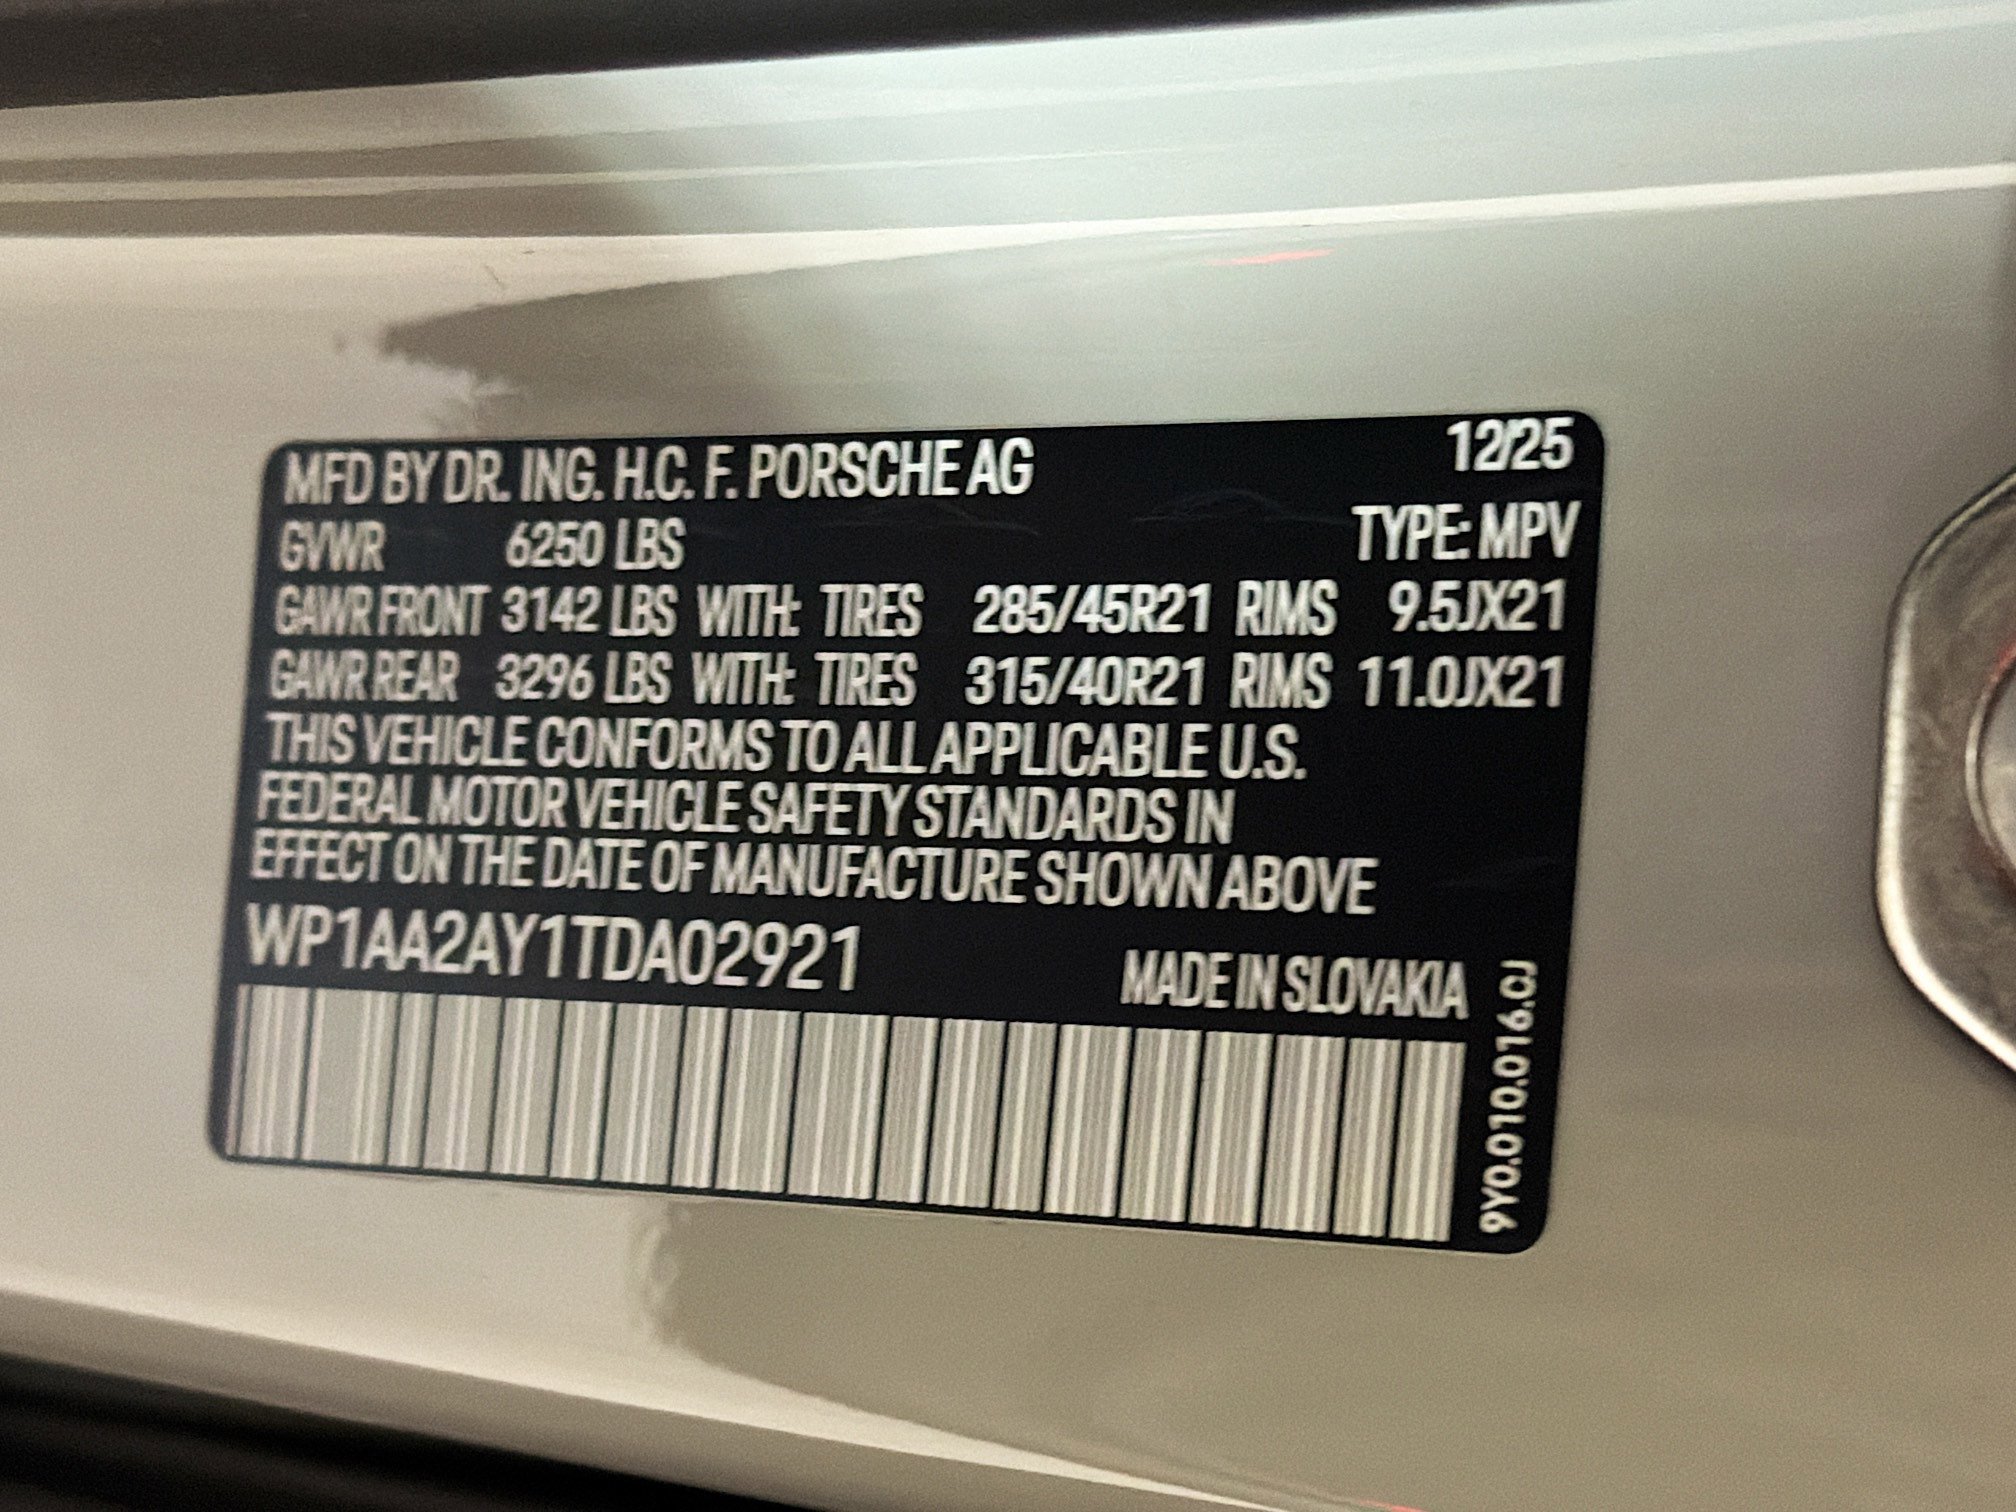 MFD BY DR. ING. H.C. F. PORSCHE AG 12/25
GVWR 6250 LBS TYPE: MPV
GAWR FRONT 3142 LBS WITH: TIRES 285/45R21 RIMS 9.5JX21
GAWR REAR 3296 LBS WITH: TIRES 315/40R21 RIMS 11.0JX21
THIS VEHICLE CONFORMS TO ALL APPLICABLE U.S.
FEDERAL MOTOR VEHICLE SAFETY STANDARDS IN
EFFECT ON THE DATE OF MANUFACTURE SHOWN ABOVE
WP1AA2AY1TDA02921
MADE IN SLOVAKIA
9Y0.010.016.0J